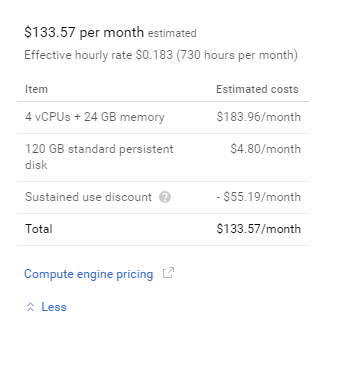 $133.57 per month estimated
Effective hourly rate $0.183 (730 hours per month)
Item Estimated costs
4 vCPUs + 24 GB memory $183.96/month
120 GB standard persistent $4.80/month
disk
Sustained use discount ? - $55.19/month
Total $133.57/month
Compute engine pricing
Less